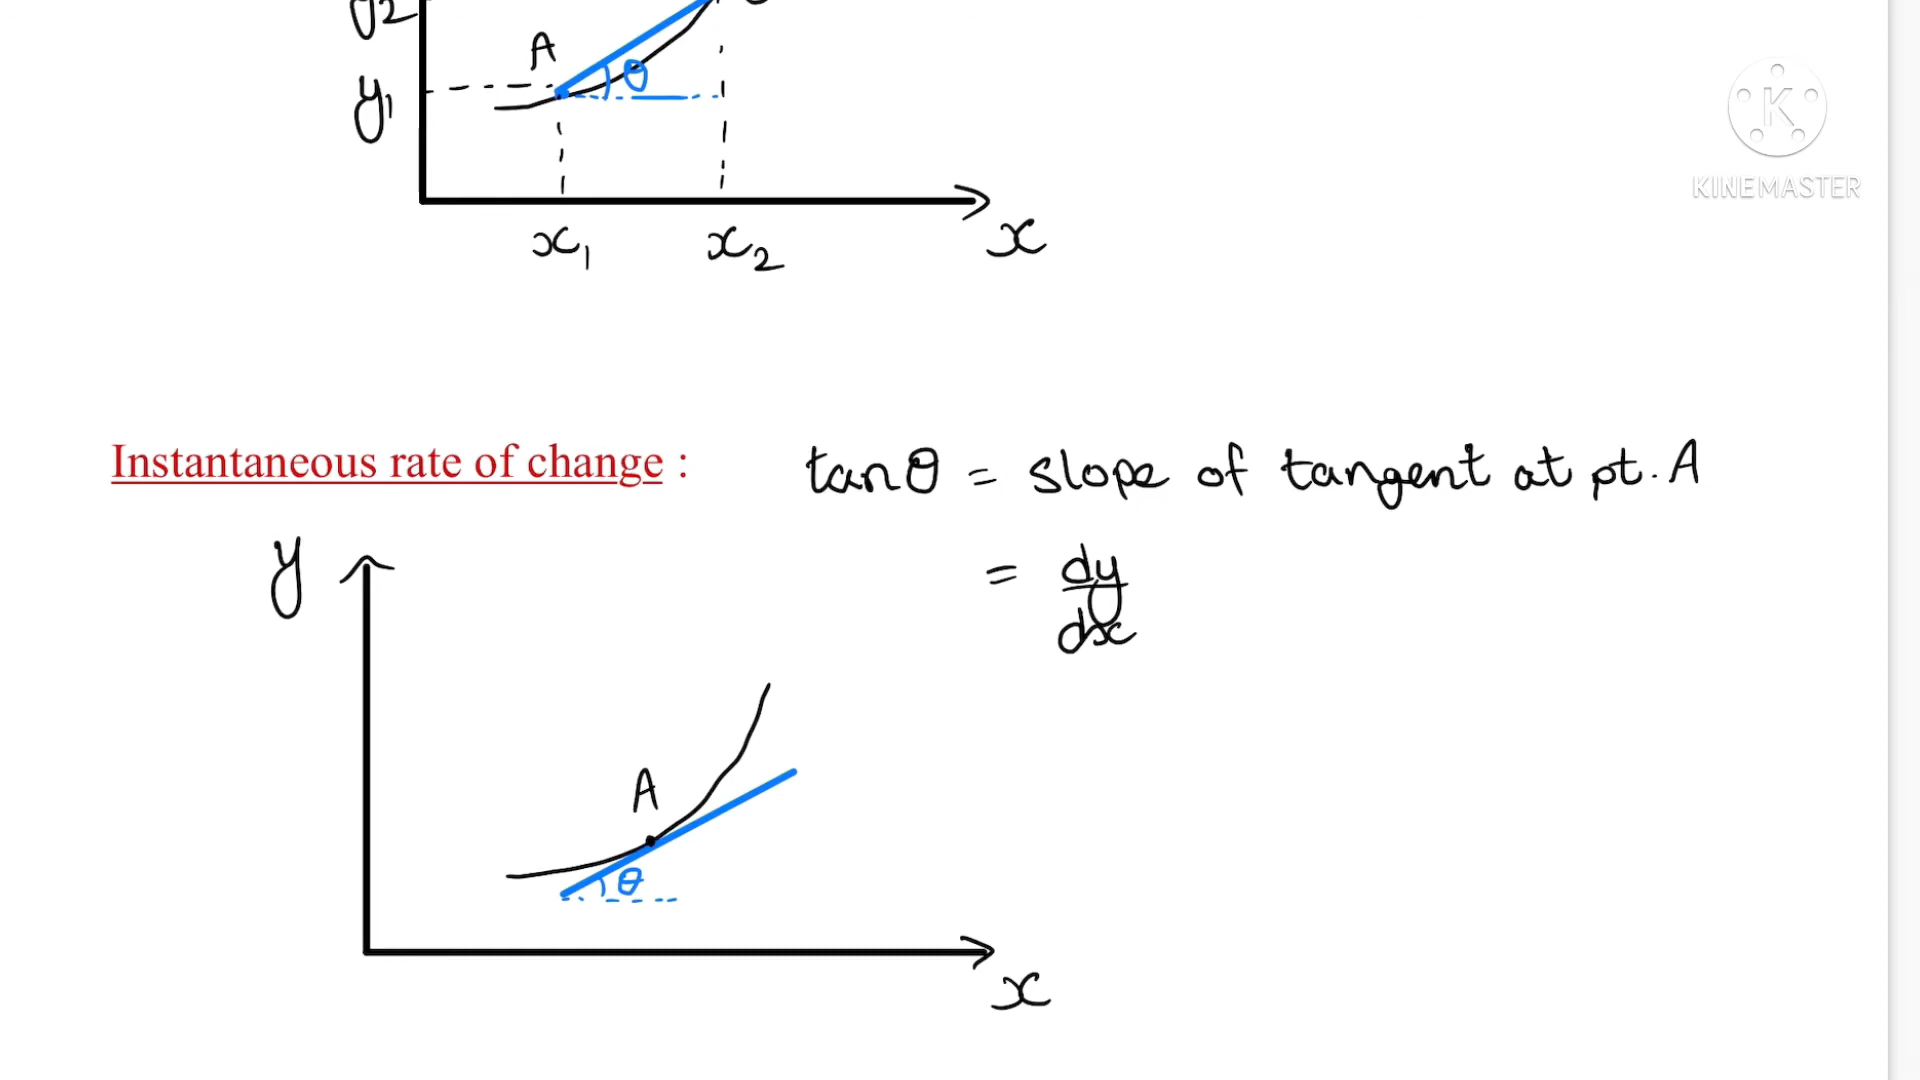 y2
A
θ
y1
K
KINEMASTER
x1 x2 x
Instantaneous rate of change : tanθ = slope of tangent at pt. A
y
= dy
dx
A
θ
x